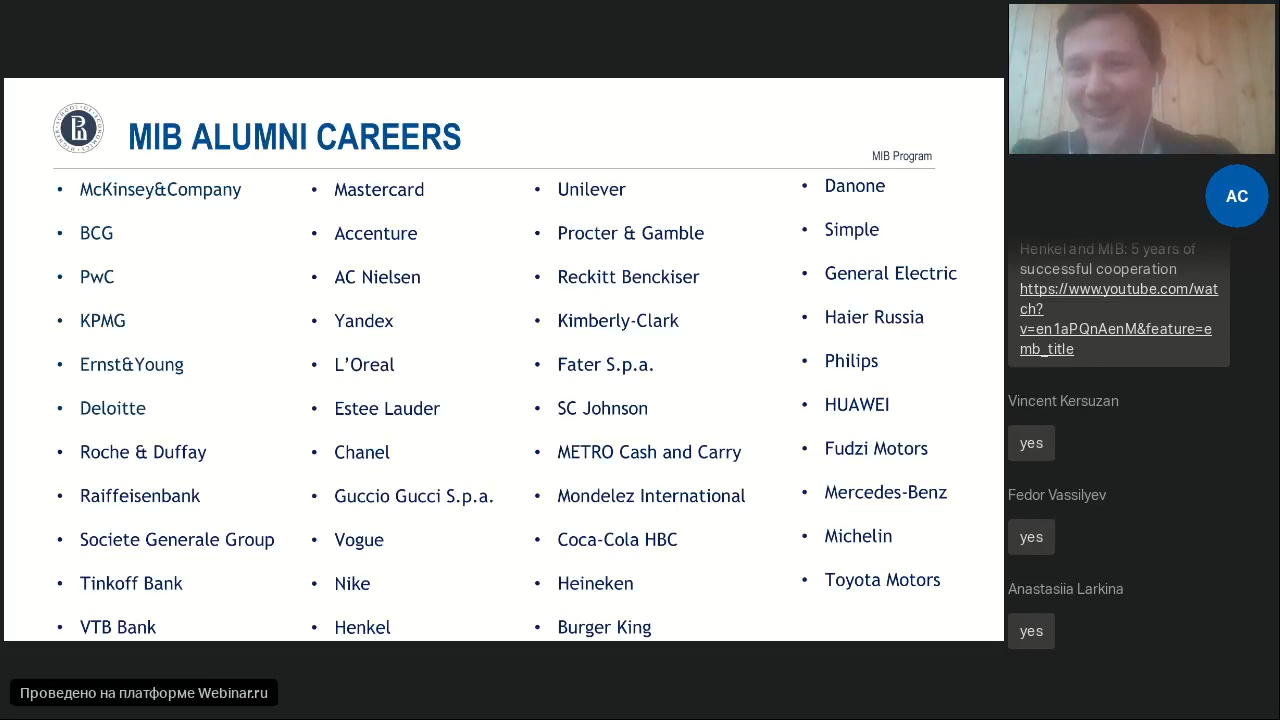 MIB ALUMNI CAREERS
MIB Program
McKinsey&Company
BCG
PwC
KPMG
Ernst&Young
Deloitte
Roche & Duffay
Raiffeisenbank
Societe Generale Group
Tinkoff Bank
VTB Bank
Mastercard
Accenture
AC Nielsen
Yandex
L’Oreal
Estee Lauder
Chanel
Guccio Gucci S.p.a.
Vogue
Nike
Henkel
Unilever
Procter & Gamble
Reckitt Benckiser
Kimberly-Clark
Fater S.p.a.
SC Johnson
METRO Cash and Carry
Mondelez International
Coca-Cola HBC
Heineken
Burger King
Danone
Simple
General Electric
Haier Russia
Philips
HUAWEI
Fudzi Motors
Mercedes-Benz
Michelin
Toyota Motors
AC
Henkel and MIB: 5 years of
successful cooperation
https://www.youtube.com/wat
ch?
v=en1aPQnAenM&feature=e
mb_title
Vincent Kersuzan
yes
Fedor Vassilyev
yes
Anastasiia Larkina
yes
Проведено на платформе Webinar.ru